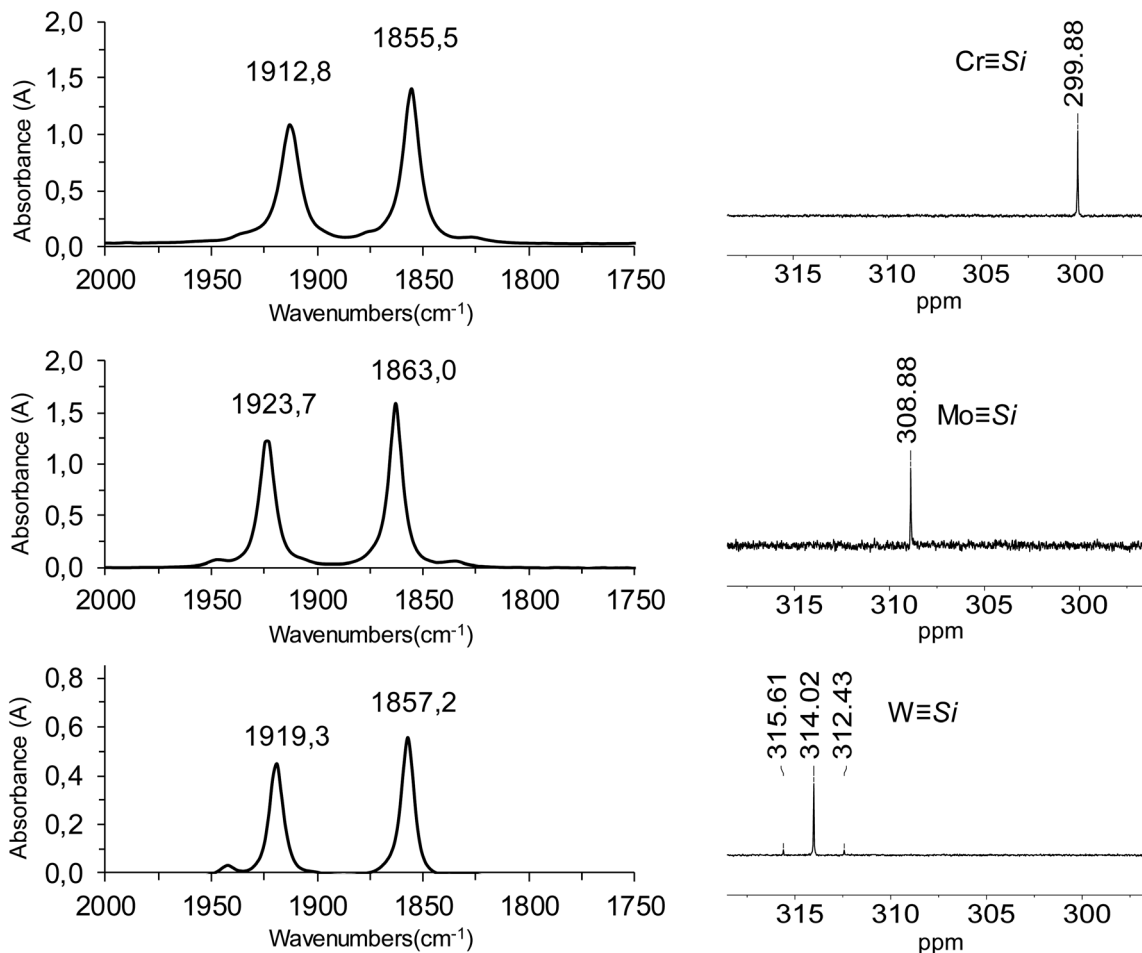 2,0
1,5
1,0
0,5
0,0
Absorbance (A)
1912,8
1855,5
2000 1950 1900 1850 1800 1750
Wavenumbers(cm-1)
Cr≡Si
299.88
315 310 305 300
ppm
2,0
1,5
1,0
0,5
0,0
Absorbance (A)
1923,7
1863,0
2000 1950 1900 1850 1800 1750
Wavenumbers(cm-1)
308.88
Mo≡Si
315 310 305 300
ppm
0,8
0,6
0,4
0,2
0,0
Absorbance (A)
1919,3
1857,2
2000 1950 1900 1850 1800 1750
Wavenumbers(cm-1)
315.61
314.02
312.43
W≡Si
315 310 305 300
ppm